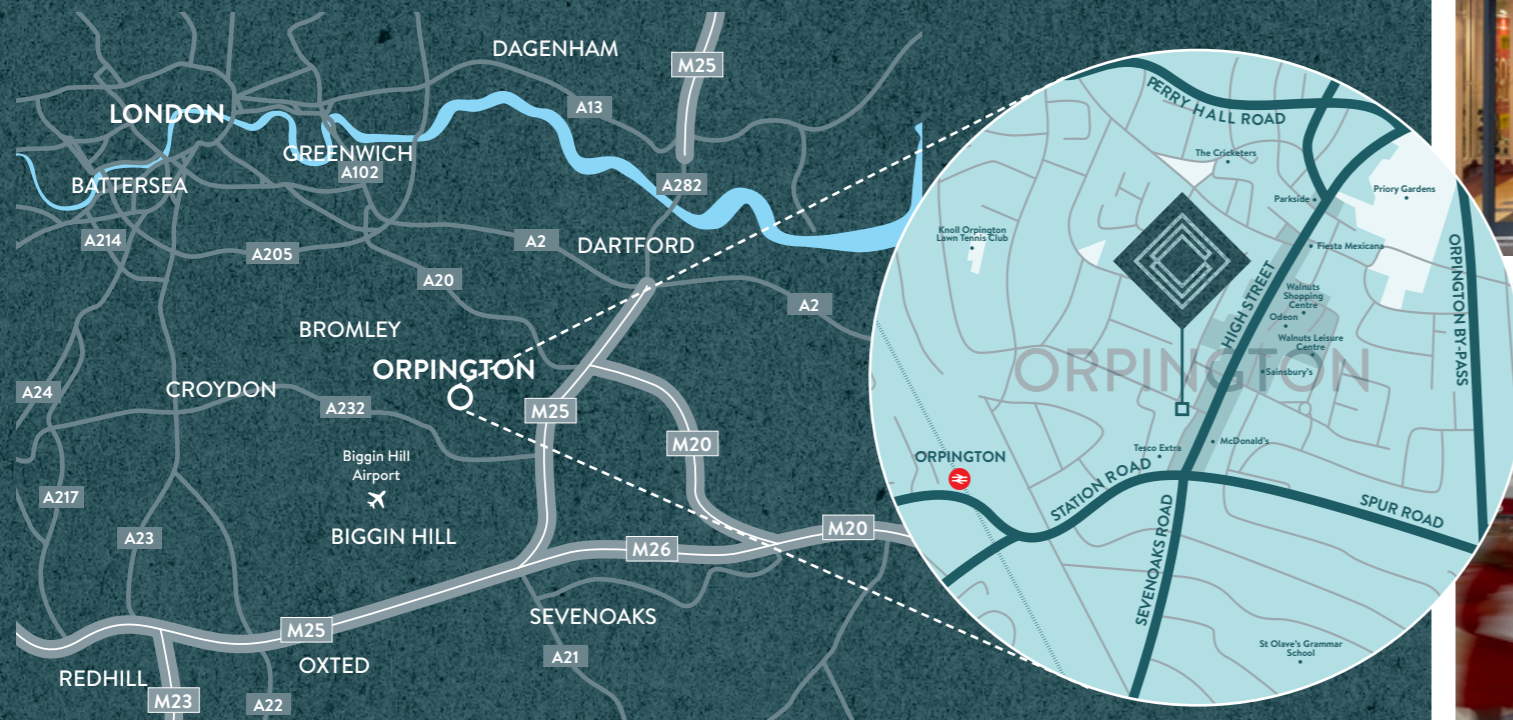 DAGENHAM
M25
LONDON
A13
GREENWICH
A102
BATTERSEA
A282
A214
A205
A2
DARTFORD
A20
A2
BROMLEY
ORPINGTON
A24
CROYDON
A232
M25
M20
Biggin Hill
Airport
A217
A23
BIGGIN HILL
M26
M20
SEVENOAKS
M25
OXTED
A21
REDHILL
M23
A22
PERRY HALL ROAD
The Cricketers
Priory Gardens
Parkside
Knoll Orpington
Lawn Tennis Club
Fiesta Mexicana
ORPINGTON BY-PASS
HIGH STREET
Walnuts
Shopping
Centre
Odeon
Walnuts Leisure
Centre
ORPINGTON
Sainsbury's
McDonald's
Tesco Extra
ORPINGTON
STATION ROAD
SPUR ROAD
SEVENOAKS ROAD
St Olave's Grammar
School